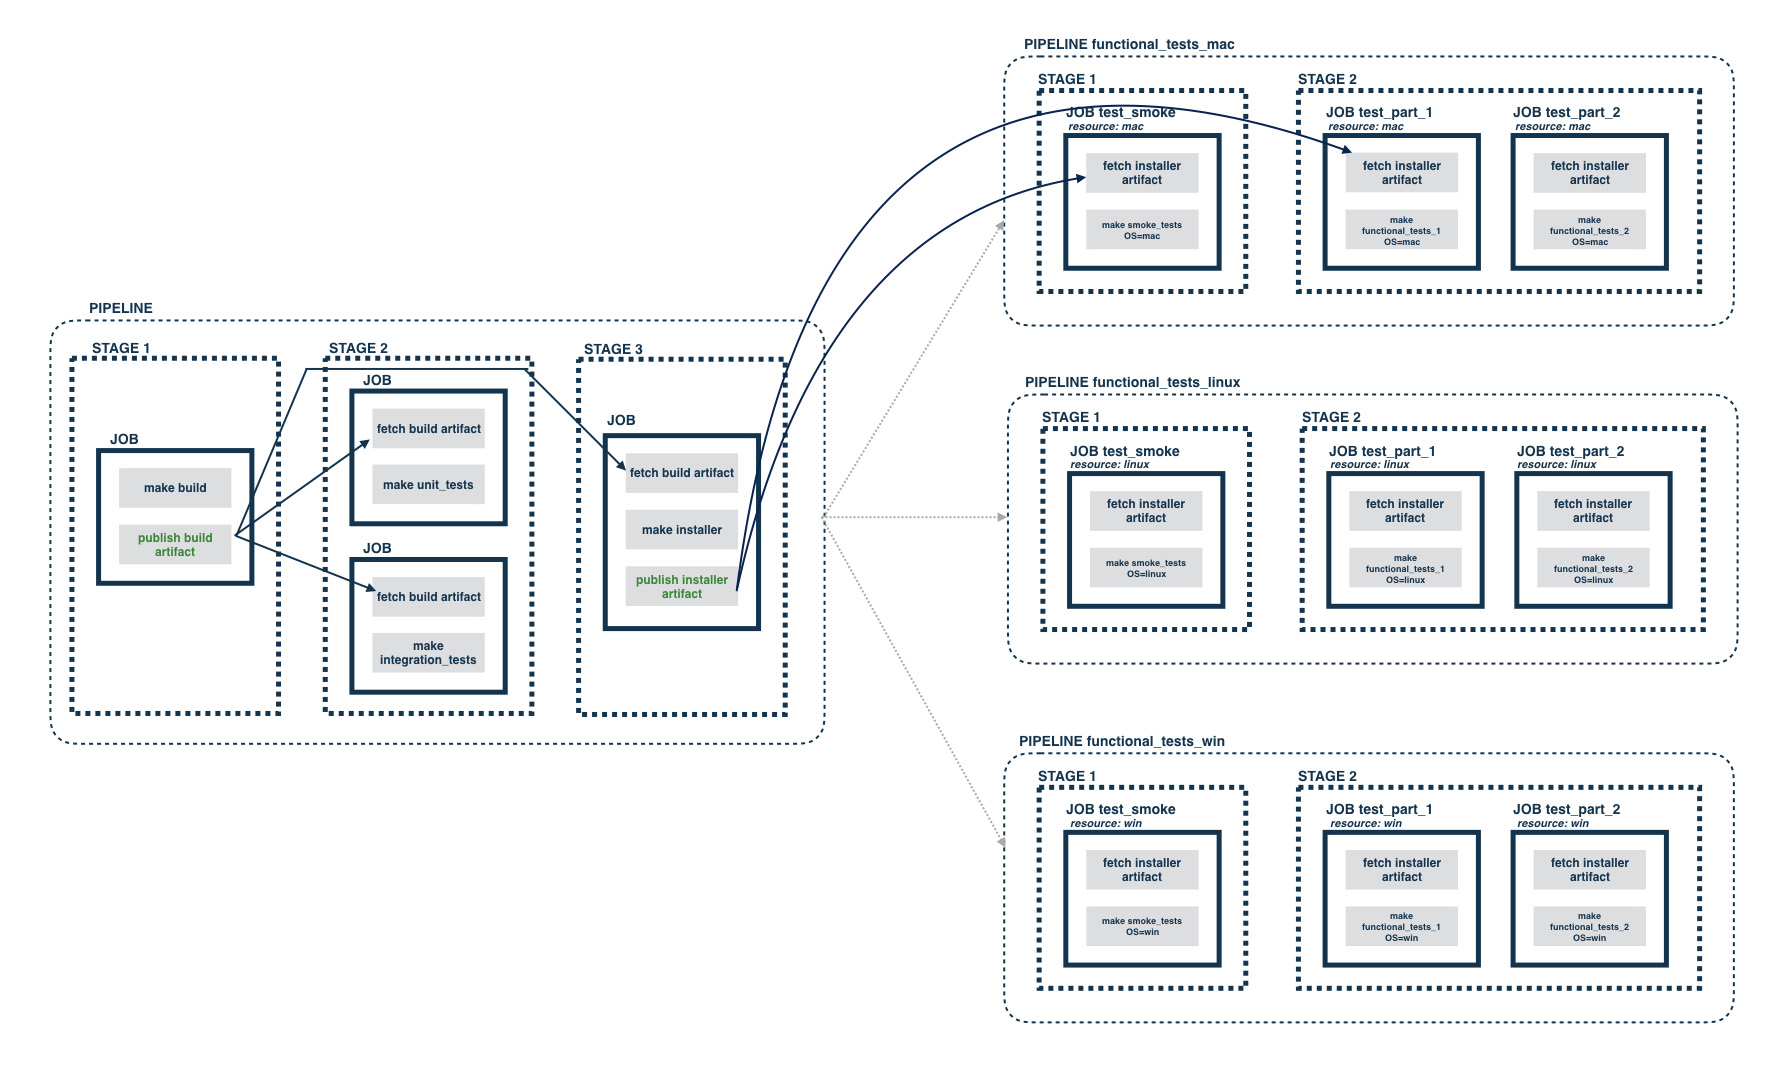 PIPELINE
STAGE 1
JOB
make build
publish build
artifact
STAGE 2
JOB
fetch build artifact
make unit_tests
JOB
fetch build artifact
make
integration_tests
STAGE 3
JOB
fetch build artifact
make installer
publish installer
artifact
PIPELINE functional_tests_mac
STAGE 1
JOB test_smoke
resource: mac
fetch installer
artifact
make smoke_tests
OS=mac
STAGE 2
JOB test_part_1
resource: mac
fetch installer
artifact
make
functional_tests_1
OS=mac
JOB test_part_2
resource: mac
fetch installer
artifact
make
functional_tests_2
OS=mac
PIPELINE functional_tests_linux
STAGE 1
JOB test_smoke
resource: linux
fetch installer
artifact
make smoke_tests
OS=linux
STAGE 2
JOB test_part_1
resource: linux
fetch installer
artifact
make
functional_tests_1
OS=linux
JOB test_part_2
resource: linux
fetch installer
artifact
make
functional_tests_2
OS=linux
PIPELINE functional_tests_win
STAGE 1
JOB test_smoke
resource: win
fetch installer
artifact
make smoke_tests
OS=win
STAGE 2
JOB test_part_1
resource: win
fetch installer
artifact
make
functional_tests_1
OS=win
JOB test_part_2
resource: win
fetch installer
artifact
make
functional_tests_2
OS=win